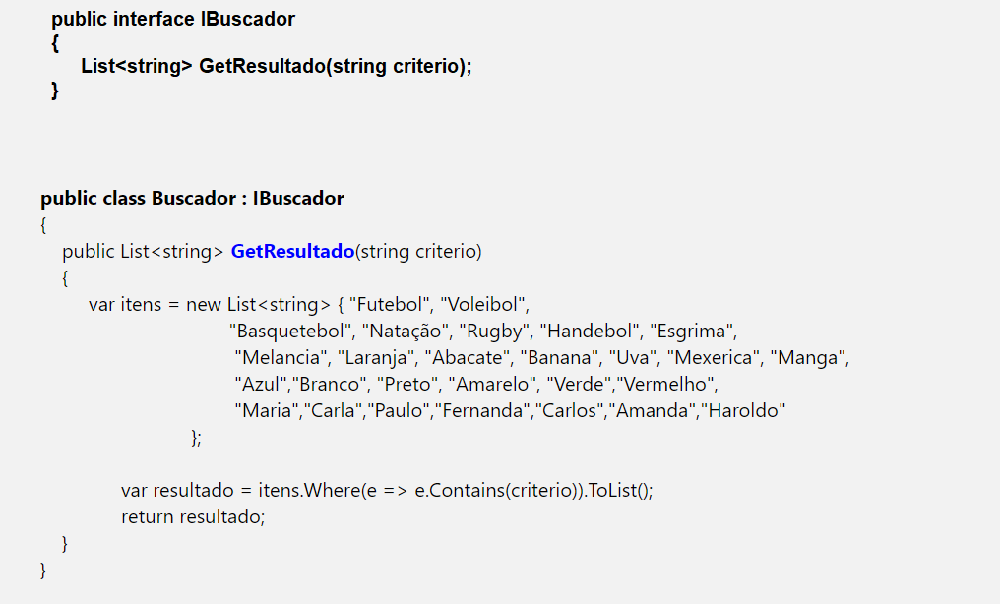 public interface IBuscador
{
List<string> GetResultado(string criterio);
}
public class Buscador : IBuscador
{
public List<string> GetResultado(string criterio)
{
var itens = new List<string> { "Futebol", "Voleibol",
"Basquetebol", "Natação", "Rugby", "Handebol", "Esgrima",
"Melancia", "Laranja", "Abacate", "Banana", "Uva", "Mexerica", "Manga",
"Azul","Branco", "Preto", "Amarelo", "Verde","Vermelho",
"Maria","Carla","Paulo","Fernanda","Carlos","Amanda","Haroldo"
};
var resultado = itens.Where(e => e.Contains(criterio)).ToList();
return resultado;
}
}